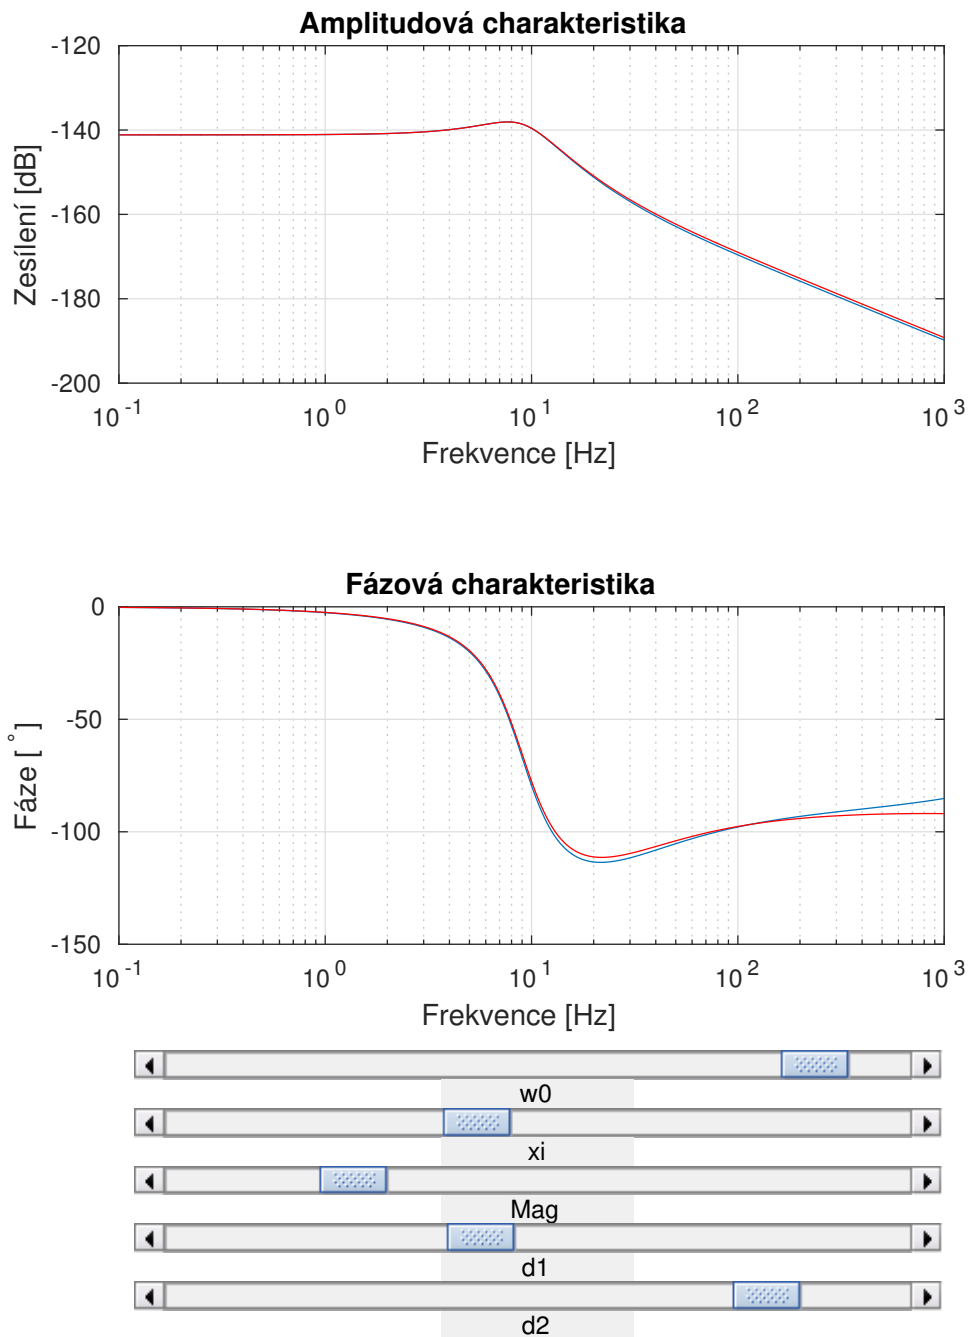 Amplitudová charakteristika
-120
-140
-160
-180
-200
Zesílení [dB]
10^-1 10^0 10^1 10^2 10^3
Frekvence [Hz]
Fázová charakteristika
0
-50
-100
-150
Fáze [ °]
10^-1 10^0 10^1 10^2 10^3
Frekvence [Hz]
w0
xi
Mag
d1
d2